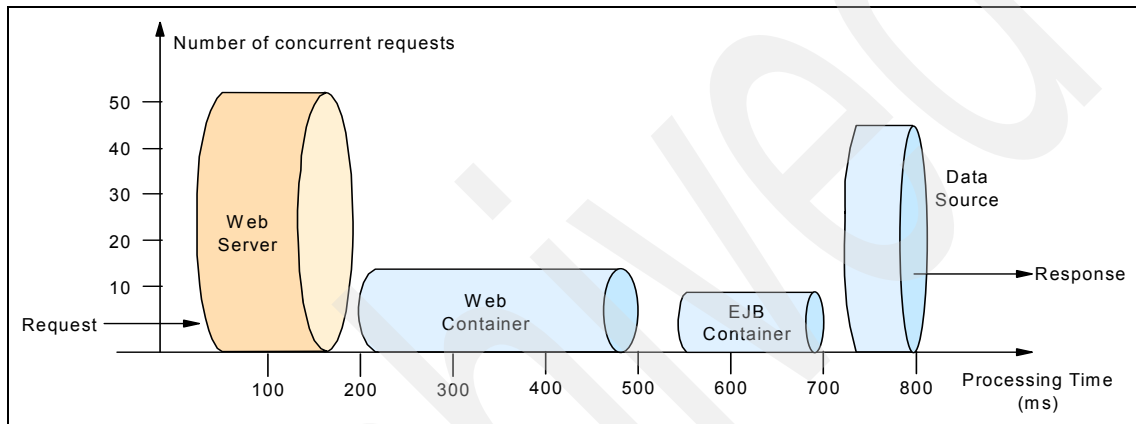 Number of concurrent requests
50
40
30
20
10
Web
Server
Web
Container
EJB
Container
Data
Source
Request
Response
100
200
300
400
500
600
700
800
Processing Time
(ms)